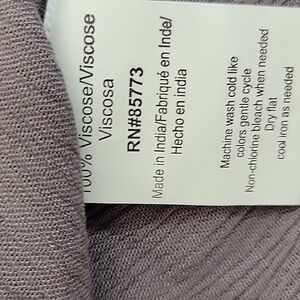 100% Viscose/Viscose
Viscosa
RN#85773
Made in India/Fabriqué en Inde/
Hecho en india
Machine wash cold like
colors gentle cycle
Non-chlorine bleach when needed
Dry flat
cool iron as needed